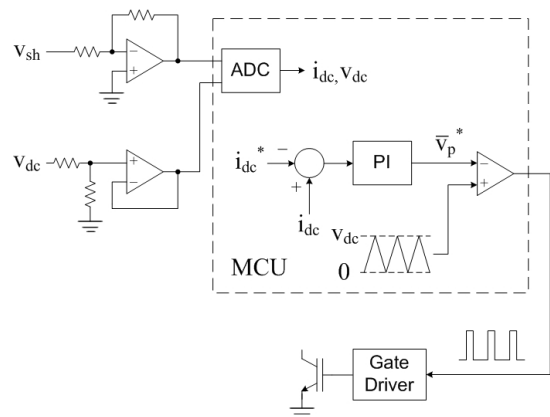 v_sh
ADC
i_dc, v_dc
v_dc
i_dc*
−
PI
v̅_p*
+
i_dc
v_dc
0
MCU
Gate
Driver